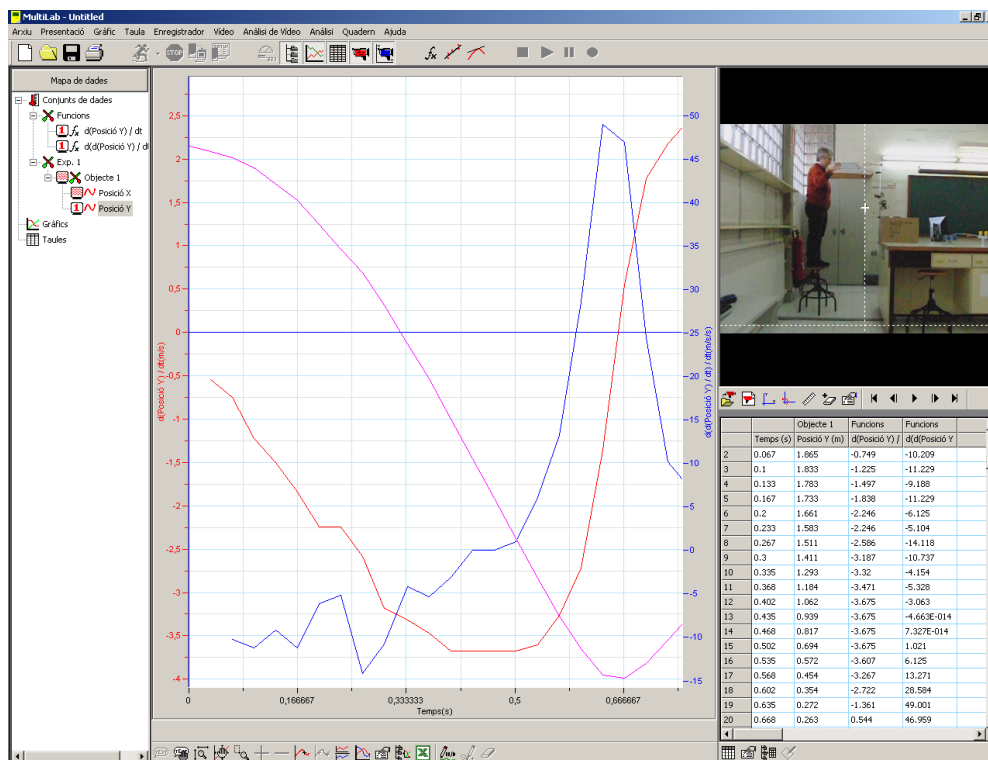 MultiLab - Untitled
Arxiu Presentació Gràfic Taula Enregistrador Vídeo Anàlisi de Vídeo Anàlisi Quadern Ajuda
STOP
Mapa de dades
Conjunts de dades
Funcions
1 fx d(Posició Y) / dt
1 fx d(d(Posició Y) / dt
Exp. 1
Objecte 1
Posició X
1 Posició Y
Gràfics
Taules
2,5
2
1,5
1
0,5
0
-0,5
-1
-1,5
-2
-2,5
-3
-3,5
-4
d(Posició Y) / dt(m/s)
0 0,166667 0,333333 0,5 0,666667
Temps(s)
50
45
40
35
30
25
20
15
10
5
0
-5
-10
-15
d(d(Posició Y) / dt) / dt(m/s/s)
Objecte 1 Funcions Funcions
Temps (s) Posició Y (m) d(Posició Y) / d(d(Posició Y
2 0.067 1.865 -0.749 -10.209
3 0.1 1.833 -1.225 -11.229
4 0.133 1.783 -1.497 -9.188
5 0.167 1.733 -1.838 -11.229
6 0.2 1.661 -2.246 -6.125
7 0.233 1.583 -2.246 -5.104
8 0.267 1.511 -2.586 -14.118
9 0.3 1.411 -3.187 -10.737
10 0.335 1.293 -3.32 -4.154
11 0.368 1.184 -3.471 -5.328
12 0.402 1.062 -3.675 -3.063
13 0.435 0.939 -3.675 -4.663E-014
14 0.468 0.817 -3.675 7.327E-014
15 0.502 0.694 -3.675 1.021
16 0.535 0.572 -3.607 6.125
17 0.568 0.454 -3.267 13.271
18 0.602 0.354 -2.722 28.584
19 0.635 0.272 -1.361 49.001
20 0.668 0.263 0.544 46.959